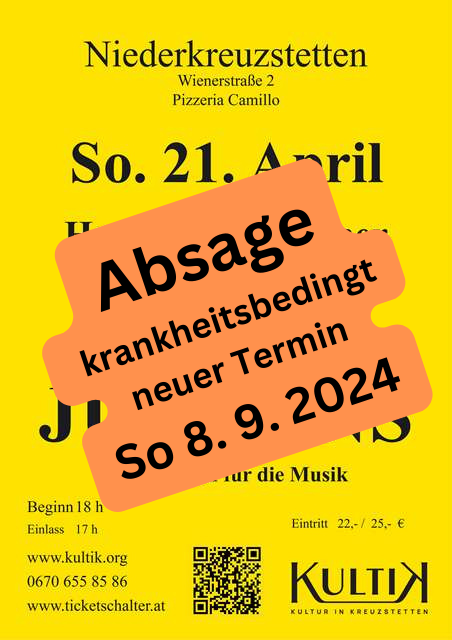 Niederkreuzstetten
Wienerstraße 2
Pizzeria Camillo
So. 21. April
Absage
krankheitsbedingt
neuer Termin
So 8. 9. 2024
für die Musik
Beginn 18 h
Einlass 17 h
Eintritt 22,- / 25,- €
www.kultik.org
0670 655 85 86
www.ticketschalter.at
KULTIK
KULTUR IN KREUZSTETTEN